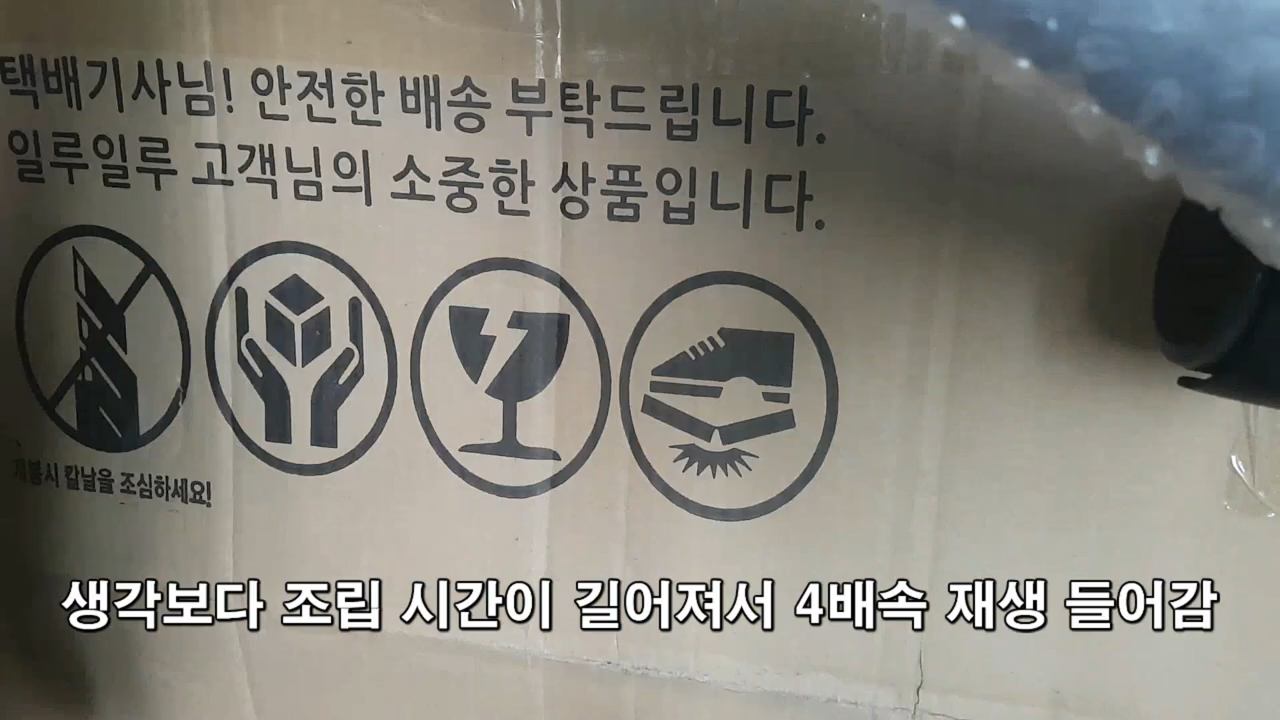 택배기사님! 안전한 배송 부탁드립니다.
일루일루 고객님의 소중한 상품입니다.
개봉시 칼날을 조심하세요!
생각보다 조립 시간이 길어져서 4배속 재생 들어감